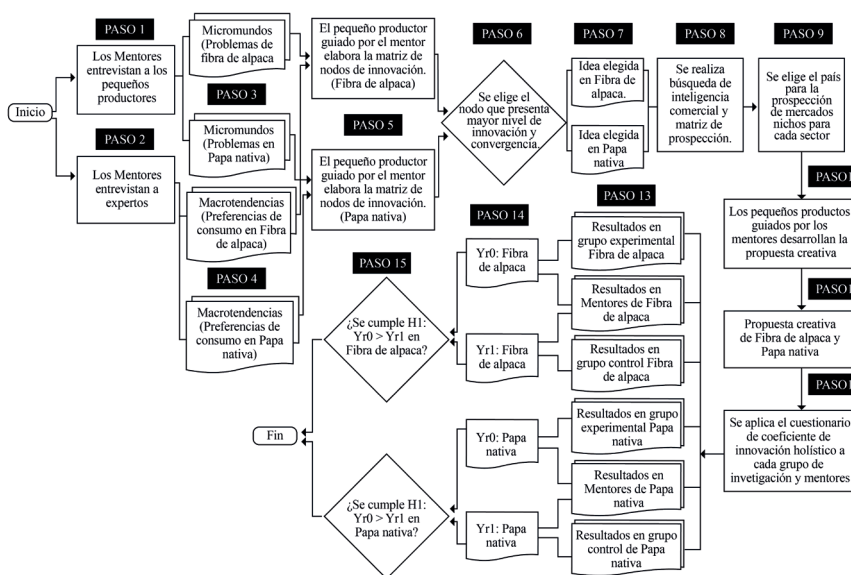 PASO 1
Los Mentores
entrevistan a los
pequeños
productores
Inicio
PASO 2
Los Mentores
entrevistan a
expertos
Micromundos
(Problemas de
fibra de alpaca)
PASO 3
Micromundos
(Problemas en
Papa nativa)
Macrotendencias
(Preferencias de
consumo en Fibra
de alpaca)
PASO 4
Macrotendencias
(Preferencias de
consumo en Papa
nativa)
El pequeño productor
guiado por el mentor
elabora la matriz de
nodos de innovación.
(Fibra de alpaca)
PASO 5
El pequeño productor
guiado por el mentor
elabora la matriz de
nodos de innovación.
(Papa nativa)
PASO 6
Se elige el
nodo que presenta
mayor nivel de
innovación y
convergencia.
PASO 7
Idea elegida
en Fibra de
alpaca.
Idea elegida
en Papa
nativa
PASO 8
Se realiza
búsqueda de
inteligencia
comercial y
matriz de
prospección.
PASO 9
Se elige el país
para la
prospección
de mercados
nichos para
cada sector
PASO1
Los pequeños productos
guiados por los
mentores desarrollan la
propuesta creativa
PASO1
Propuesta creativa
de Fibra de alpaca y
Papa nativa
PASO1
Se aplica el cuestionario
de coeficiente de
innovación holístico a
cada grupo de
invetigación y mentores
PASO 13
Resultados en
grupo experimental
Fibra de alpaca
Resultados en
Mentores de Fibra
de alpaca
Resultados en
grupo control Fibra
de alpaca
Resultados en grupo
experimental Papa
nativa
Resultados en
Mentores de Papa
nativa
Resultados en grupo
control de Papa
nativa
PASO 14
Yr0: Fibra
de alpaca
Yr1: Fibra
de alpaca
Yr0: Papa
nativa
Yr1: Papa
nativa
PASO 15
¿Se cumple H1:
Yr0 > Yr1 en
Fibra de alpaca?
¿Se cumple H1:
Yr0 > Yr1 en
Papa nativa?
Fin